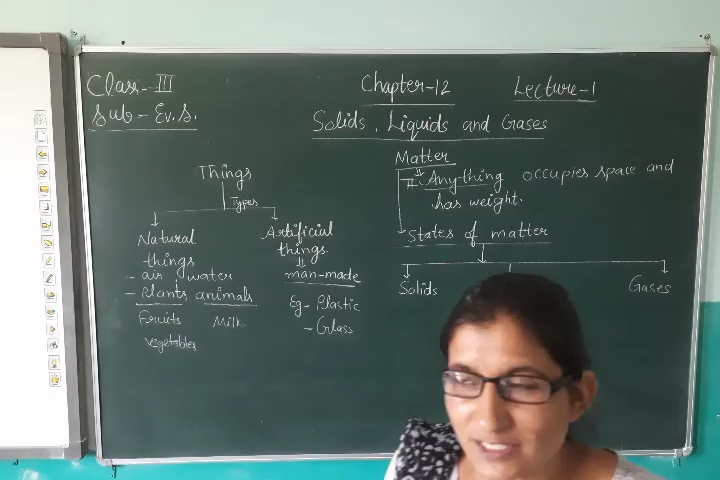 Class-III
Sub - Ev.S.
Chapter-12
Lecture-1
Solids, Liquids and Gases
Things
Types
Natural things
- air water
- Plants animals
Fruits Milk
Vegetables
Artificial things.
man-made
Eg- Plastic
- Glass
Matter
Any-thing occupies space and
has weight.
States of matter
Solids
Gases